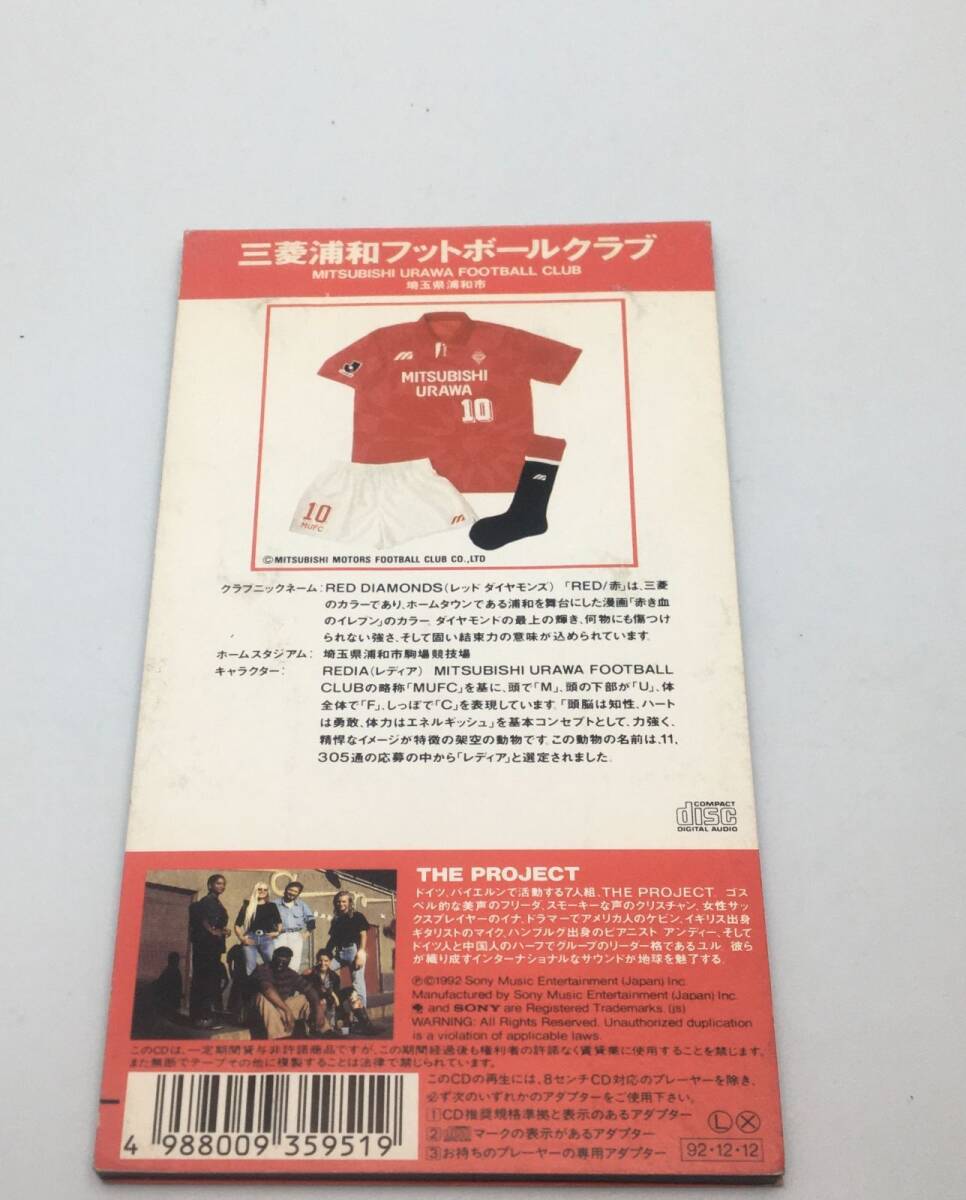 三菱浦和フットボールクラブ
MITSUBISHI URAWA FOOTBALL CLUB
埼玉県浦和市
MITSUBISHI
URAWA
10
10
MUFC
©MITSUBISHI MOTORS FOOTBALL CLUB CO.,LTD
クラブニックネーム:RED DIAMONDS(レッド ダイヤモンズ) 「RED/赤」は、三菱
のカラーであり、ホームタウンである浦和を舞台にした漫画「赤き血
のイレブン」のカラー。ダイヤモンドの最上の輝き、何物にも傷つけ
られない強さ、そして固い結束力の意味が込められています。
ホームスタジアム: 埼玉県浦和市駒場競技場
キャラクター: REDIA(レディア) MITSUBISHI URAWA FOOTBALL
CLUBの略称「MUFC」を基に、頭で「M」、頭の下部が「U」、体
全体で「F」、しっぽで「C」を表現しています。「頭脳は知性、ハート
は勇敢、体力はエネルギッシュ」を基本コンセプトとして、力強く、
精悍なイメージが特徴の架空の動物です。この動物の名前は、11,
305通の応募の中から「レディア」と選定されました。
COMPACT
disc
DIGITAL AUDIO
THE PROJECT
ドイツ、バイエルンで活動する7人組、THE PROJECT。ゴス
ペル的な美声のフリーダ、スモーキーな声のクリスチャン、女性サッ
クスプレイヤーのイナ、ドラマーでアメリカ人のケビン、イギリス出身
ギタリストのマイク、ハンブルグ出身のピアニスト アンディー、そして
ドイツ人と中国人のハーフでグループのリーダー格であるユル。彼ら
が織り成すインターナショナルなサウンドが地球を魅了する。
℗©1992 Sony Music Entertainment (Japan) Inc.
Manufactured by Sony Music Entertainment (Japan) Inc.
and SONY are Registered Trademarks. (js)
WARNING: All Rights Reserved. Unauthorized duplication
is a violation of applicable laws.
このCDは、一定期間貸与非許諾商品ですが、この期間経過後も権利者の許諾なく賃貸業に使用することを禁じます。
また無断でテープその他に複製することは法律で禁じられています。
このCDの再生には、8センチCD対応のプレーヤーを除き、
必ず次のいずれかのアダプターをご使用下さい。
1 CD推奨規格準拠と表示のあるアダプター
2 マークの表示があるアダプター
3 お持ちのプレーヤーの専用アダプター
L X
92・12・12
4 988009 359519